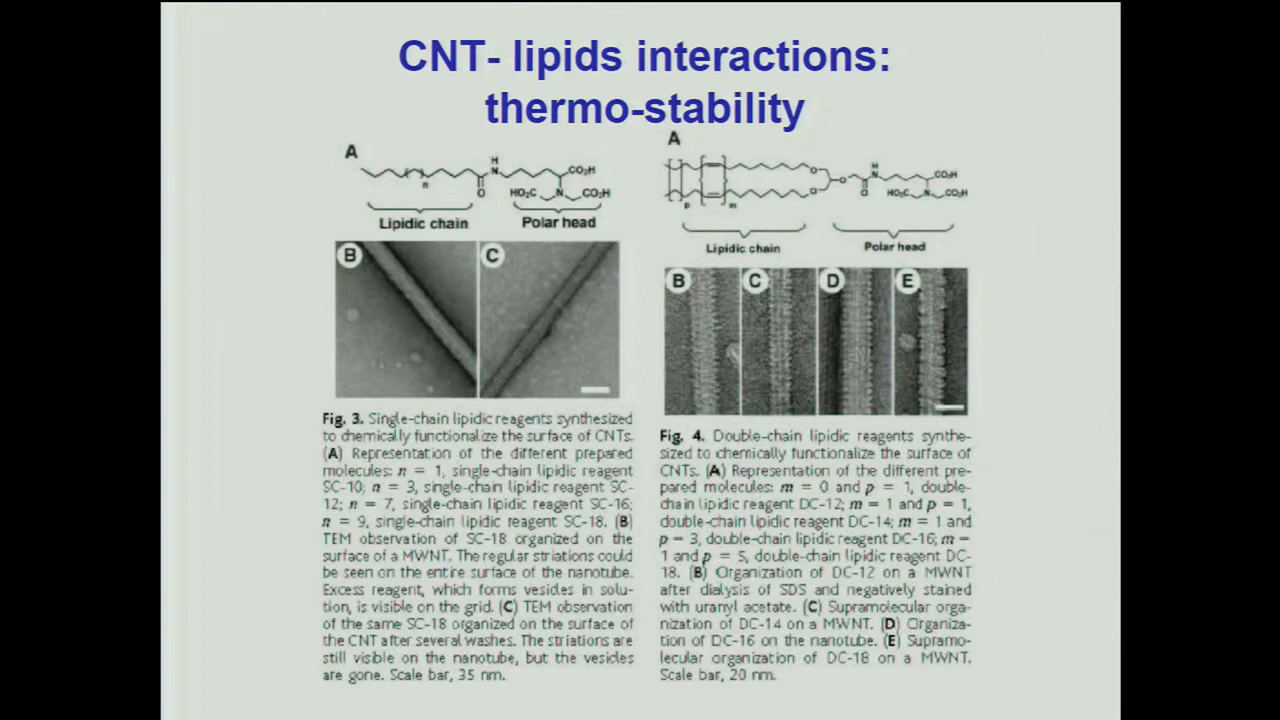 CNT- lipids interactions:
thermo-stability
A
H
N
CO₂H
n
O
HO₂C
N
CO₂H
Lipidic chain
Polar head
B
C
Fig. 3. Single-chain lipidic reagents synthesized
to chemically functionalize the surface of CNTs.
(A) Representation of the different prepared
molecules: n = 1, single-chain lipidic reagent
SC-10; n = 3, single-chain lipidic reagent SC-
12; n = 7, single-chain lipidic reagent SC-16;
n = 9, single-chain lipidic reagent SC-18. (B)
TEM observation of SC-18 organized on the
surface of a MWNT. The regular striations could
be seen on the entire surface of the nanotube.
Excess reagent, which forms vesicles in solu-
tion, is visible on the grid. (C) TEM observation
of the same SC-18 organized on the surface of
the CNT after several washes. The striations are
still visible on the nanotube, but the vesicles
are gone. Scale bar, 35 nm.
A
O
O
O
H
N
CO₂H
O
HO₂C
N
CO₂H
p
m
Lipidic chain
Polar head
B
C
D
E
Fig. 4. Double-chain lipidic reagents synthe-
sized to chemically functionalize the surface of
CNTs. (A) Representation of the different pre-
pared molecules: m = 0 and p = 1, double-
chain lipidic reagent DC-12; m = 1 and p = 1,
double-chain lipidic reagent DC-14; m = 1 and
p = 3, double-chain lipidic reagent DC-16; m =
1 and p = 5, double-chain lipidic reagent DC-
18. (B) Organization of DC-12 on a MWNT
after dialysis of SDS and negatively stained
with uranyl acetate. (C) Supramolecular orga-
nization of DC-14 on a MWNT. (D) Organiza-
tion of DC-16 on the nanotube. (E) Supramo-
lecular organization of DC-18 on a MWNT.
Scale bar, 20 nm.